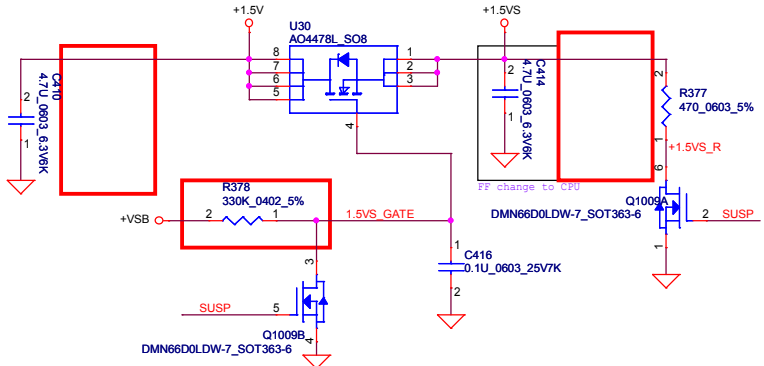 +1.5V
+1.5VS
U30
AO4478L_SO8
8
7
6
5
1
2
3
4
C410
4.7U_0603_6.3V6K
2
1
C414
4.7U_0603_6.3V6K
2
1
R377
470_0603_5%
2
1
+1.5VS_R
FF change to CPU
R378
330K_0402_5%
+VSB
2
1
1.5VS_GATE
6
Q1009A
DMN66D0LDW-7_SOT363-6
2
SUSP
1
C416
0.1U_0603_25V7K
1
2
3
SUSP
5
Q1009B
4
DMN66D0LDW-7_SOT363-6